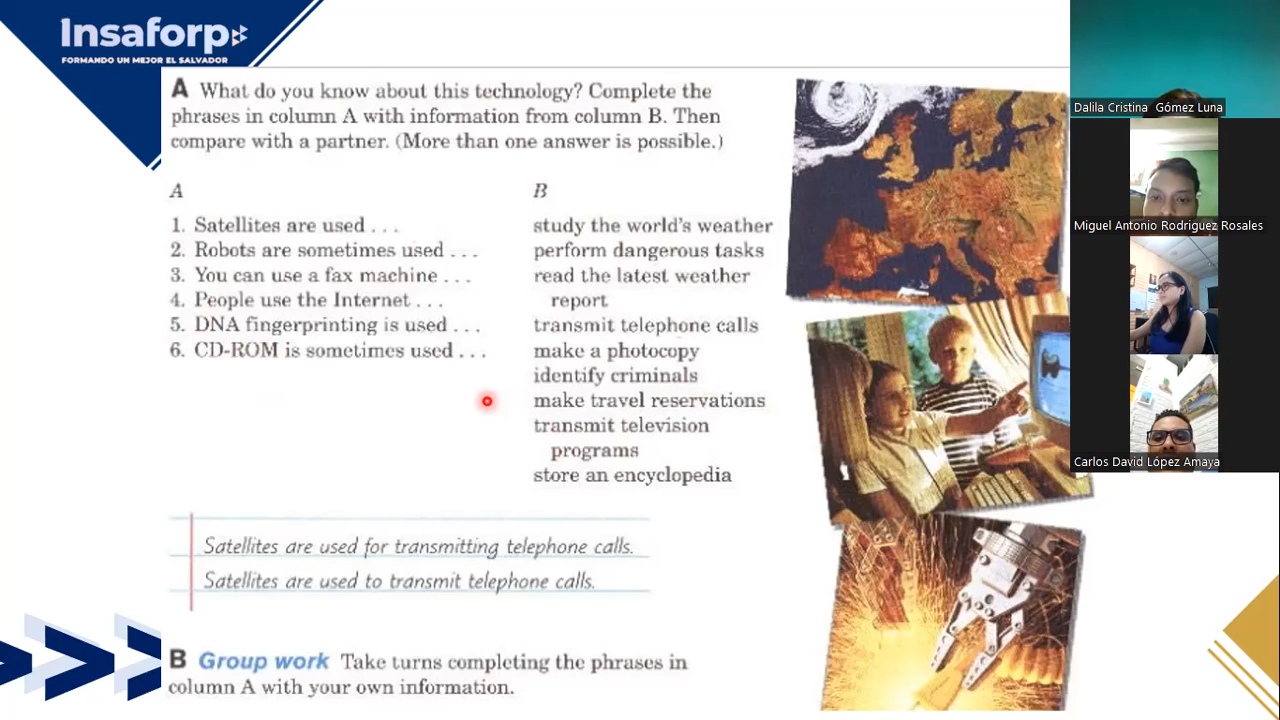 Insaforp
FORMANDO UN MEJOR EL SALVADOR
A What do you know about this technology? Complete the
phrases in column A with information from column B. Then
compare with a partner. (More than one answer is possible.)
A
1. Satellites are used . . .
2. Robots are sometimes used . . .
3. You can use a fax machine . . .
4. People use the Internet . . .
5. DNA fingerprinting is used . . .
6. CD-ROM is sometimes used . . .
B
study the world's weather
perform dangerous tasks
read the latest weather
report
transmit telephone calls
make a photocopy
identify criminals
make travel reservations
transmit television
programs
store an encyclopedia
Satellites are used for transmitting telephone calls.
Satellites are used to transmit telephone calls.
B Group work Take turns completing the phrases in
column A with your own information.
Dalila Cristina Gómez Luna
Miguel Antonio Rodriguez Rosales
Carlos David López Amaya